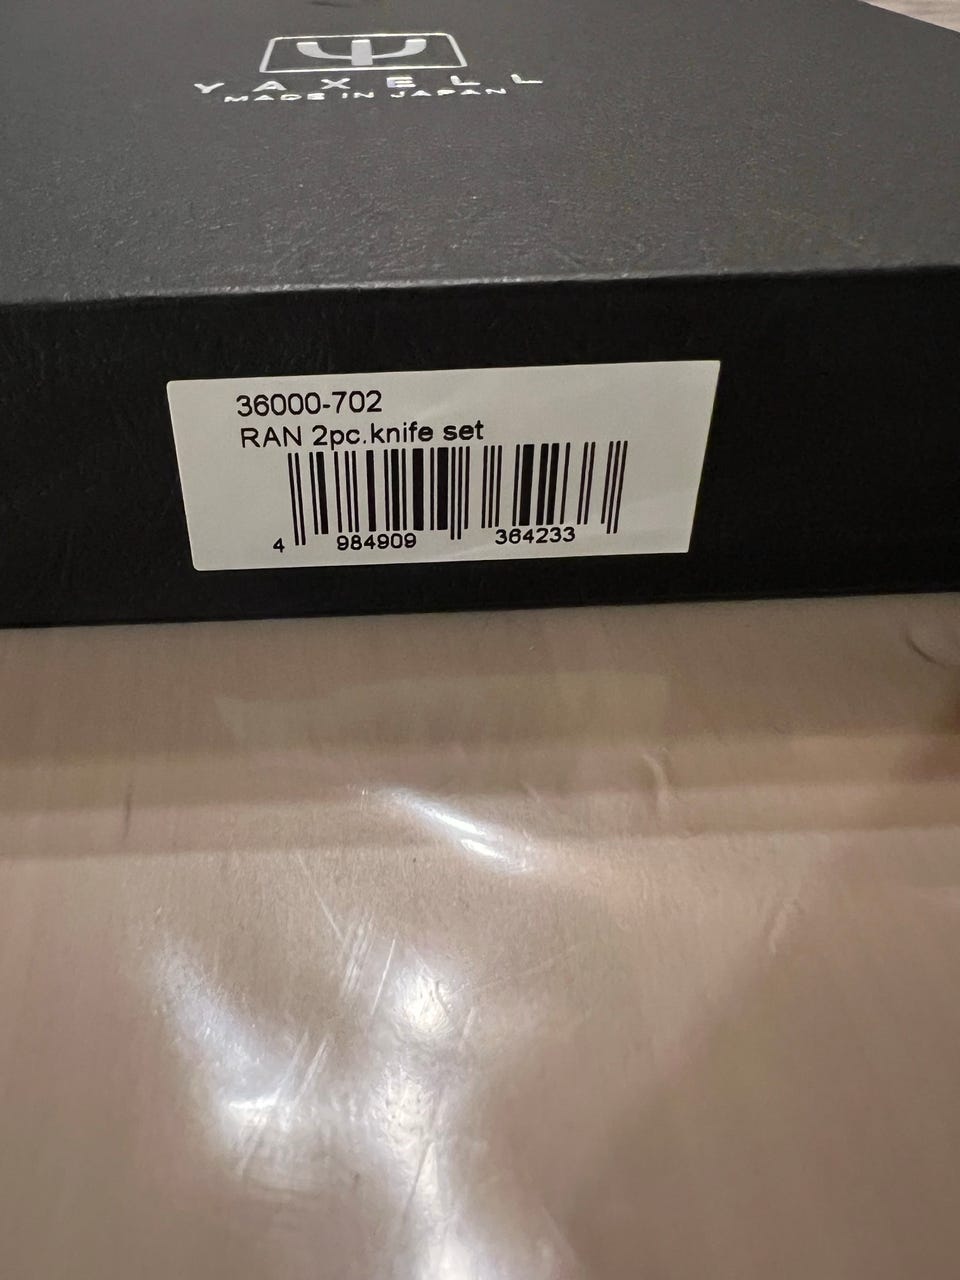 YAXELL
MADE IN JAPAN
36000-702
RAN 2pc.knife set
4 984909 364233